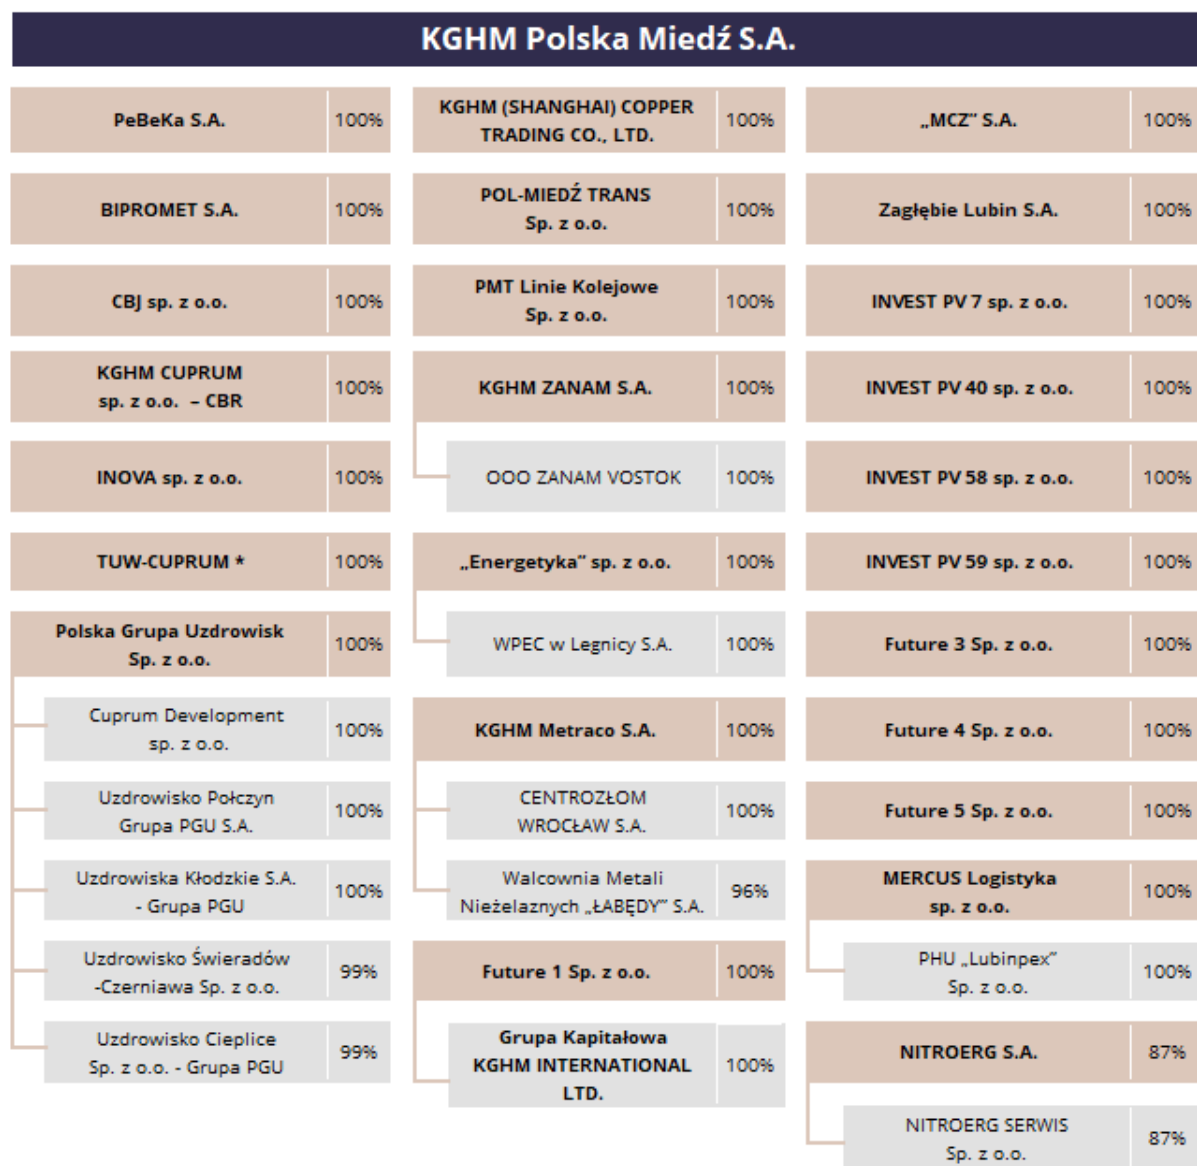 KGHM Polska Miedź S.A.
PeBeKa S.A.
100%
BIPROMET S.A.
100%
CBJ sp. z o.o.
100%
KGHM CUPRUM
sp. z o.o. – CBR
100%
INOVA sp. z o.o.
100%
TUW-CUPRUM *
100%
Polska Grupa Uzdrowisk
Sp. z o.o.
100%
Cuprum Development
sp. z o.o.
100%
Uzdrowisko Połczyn
Grupa PGU S.A.
100%
Uzdrowiska Kłodzkie S.A.
- Grupa PGU
100%
Uzdrowisko Świeradów
-Czerniawa Sp. z o.o.
99%
Uzdrowisko Cieplice
Sp. z o.o. - Grupa PGU
99%
KGHM (SHANGHAI) COPPER
TRADING CO., LTD.
100%
POL-MIEDŹ TRANS
Sp. z o.o.
100%
PMT Linie Kolejowe
Sp. z o.o.
100%
KGHM ZANAM S.A.
100%
OOO ZANAM VOSTOK
100%
„Energetyka” sp. z o.o.
100%
WPEC w Legnicy S.A.
100%
KGHM Metraco S.A.
100%
CENTROZŁOM
WROCŁAW S.A.
100%
Walcownia Metali
Nieżelaznych „ŁABĘDY” S.A.
96%
Future 1 Sp. z o.o.
100%
Grupa Kapitałowa
KGHM INTERNATIONAL
LTD.
100%
„MCZ” S.A.
100%
Zagłębie Lubin S.A.
100%
INVEST PV 7 sp. z o.o.
100%
INVEST PV 40 sp. z o.o.
100%
INVEST PV 58 sp. z o.o.
100%
INVEST PV 59 sp. z o.o.
100%
Future 3 Sp. z o.o.
100%
Future 4 Sp. z o.o.
100%
Future 5 Sp. z o.o.
100%
MERCUS Logistyka
sp. z o.o.
100%
PHU „Lubinpex”
Sp. z o.o.
100%
NITROERG S.A.
87%
NITROERG SERWIS
Sp. z o.o.
87%